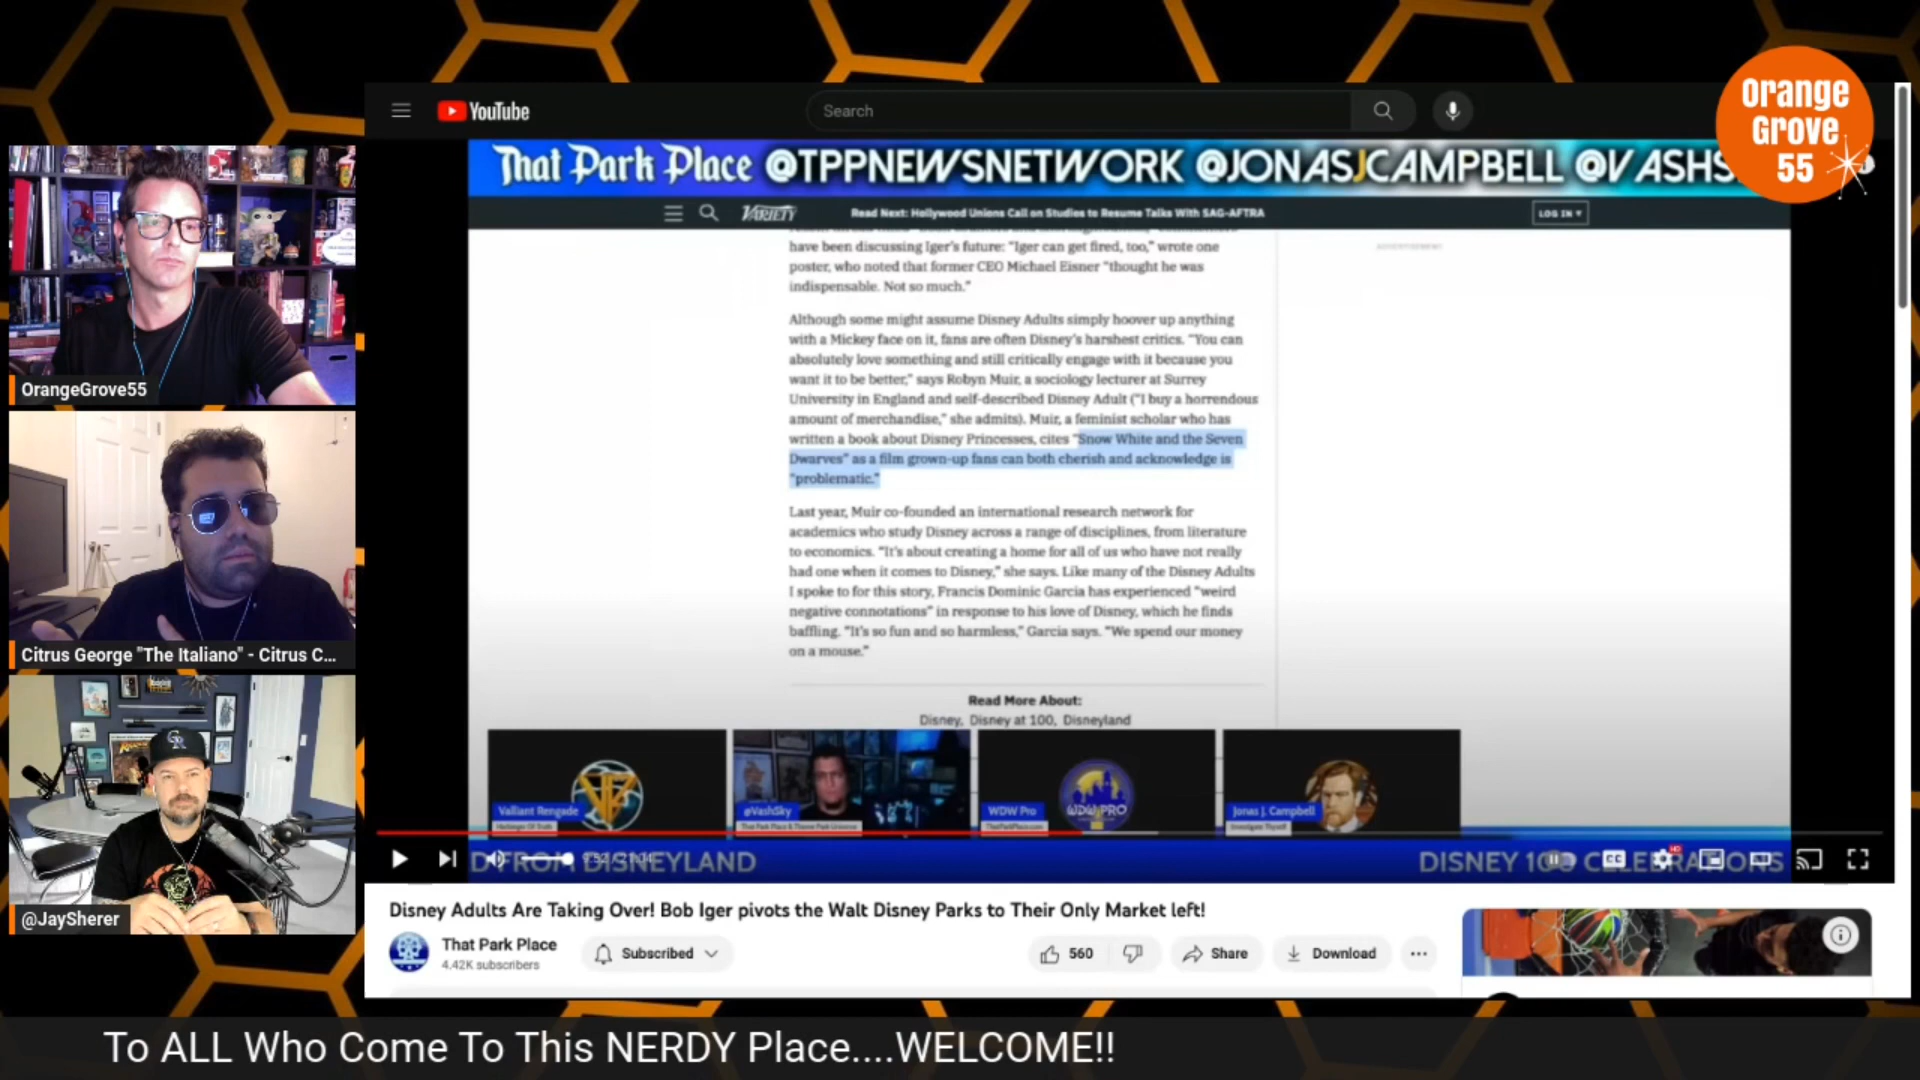 Orange
Grove
55
YouTube
Search
That Park Place @TPPNEWSNETWORK @JONASJCAMPBELL @VASHS
VARIETY
Read Next: Hollywood Unions Call on Studios to Resume Talks With SAG-AFTRA
LOG IN
ADVERTISEMENT
have been discussing Iger's future: "Iger can get fired, too," wrote one
poster, who noted that former CEO Michael Eisner "thought he was
indispensable. Not so much."
Although some might assume Disney Adults simply hoover up anything
with a Mickey face on it, fans are often Disney's harshest critics. "You can
absolutely love something and still critically engage with it because you
want it to be better," says Robyn Muir, a sociology lecturer at Surrey
University in England and self-described Disney Adult ("I buy a horrendous
amount of merchandise," she admits). Muir, a feminist scholar who has
written a book about Disney Princesses, cites "Snow White and the Seven
Dwarves" as a film grown-up fans can both cherish and acknowledge is
"problematic."
Last year, Muir co-founded an international research network for
academics who study Disney across a range of disciplines, from literature
to economics. "It's about creating a home for all of us who have not really
had one when it comes to Disney," she says. Like many of the Disney Adults
I spoke to for this story, Francis Dominic Garcia has experienced "weird
negative connotations" in response to his love of Disney, which he finds
baffling. "It's so fun and so harmless," Garcia says. "We spend our money
on a mouse."
Read More About:
Disney, Disney at 100, Disneyland
Valliant Rengade
@VashSky
WDW Pro
WDW PRO
Jonas J. Campbell
D FROM DISNEYLAND
DISNEY 100 CELEBRATIONS
CC
HD
OrangeGrove55
Citrus George "The Italiano" - Citrus C...
@JaySherer
Disney Adults Are Taking Over! Bob Iger pivots the Walt Disney Parks to Their Only Market left!
That Park Place
4.42K subscribers
Subscribed
560
Share
Download
To ALL Who Come To This NERDY Place....WELCOME!!